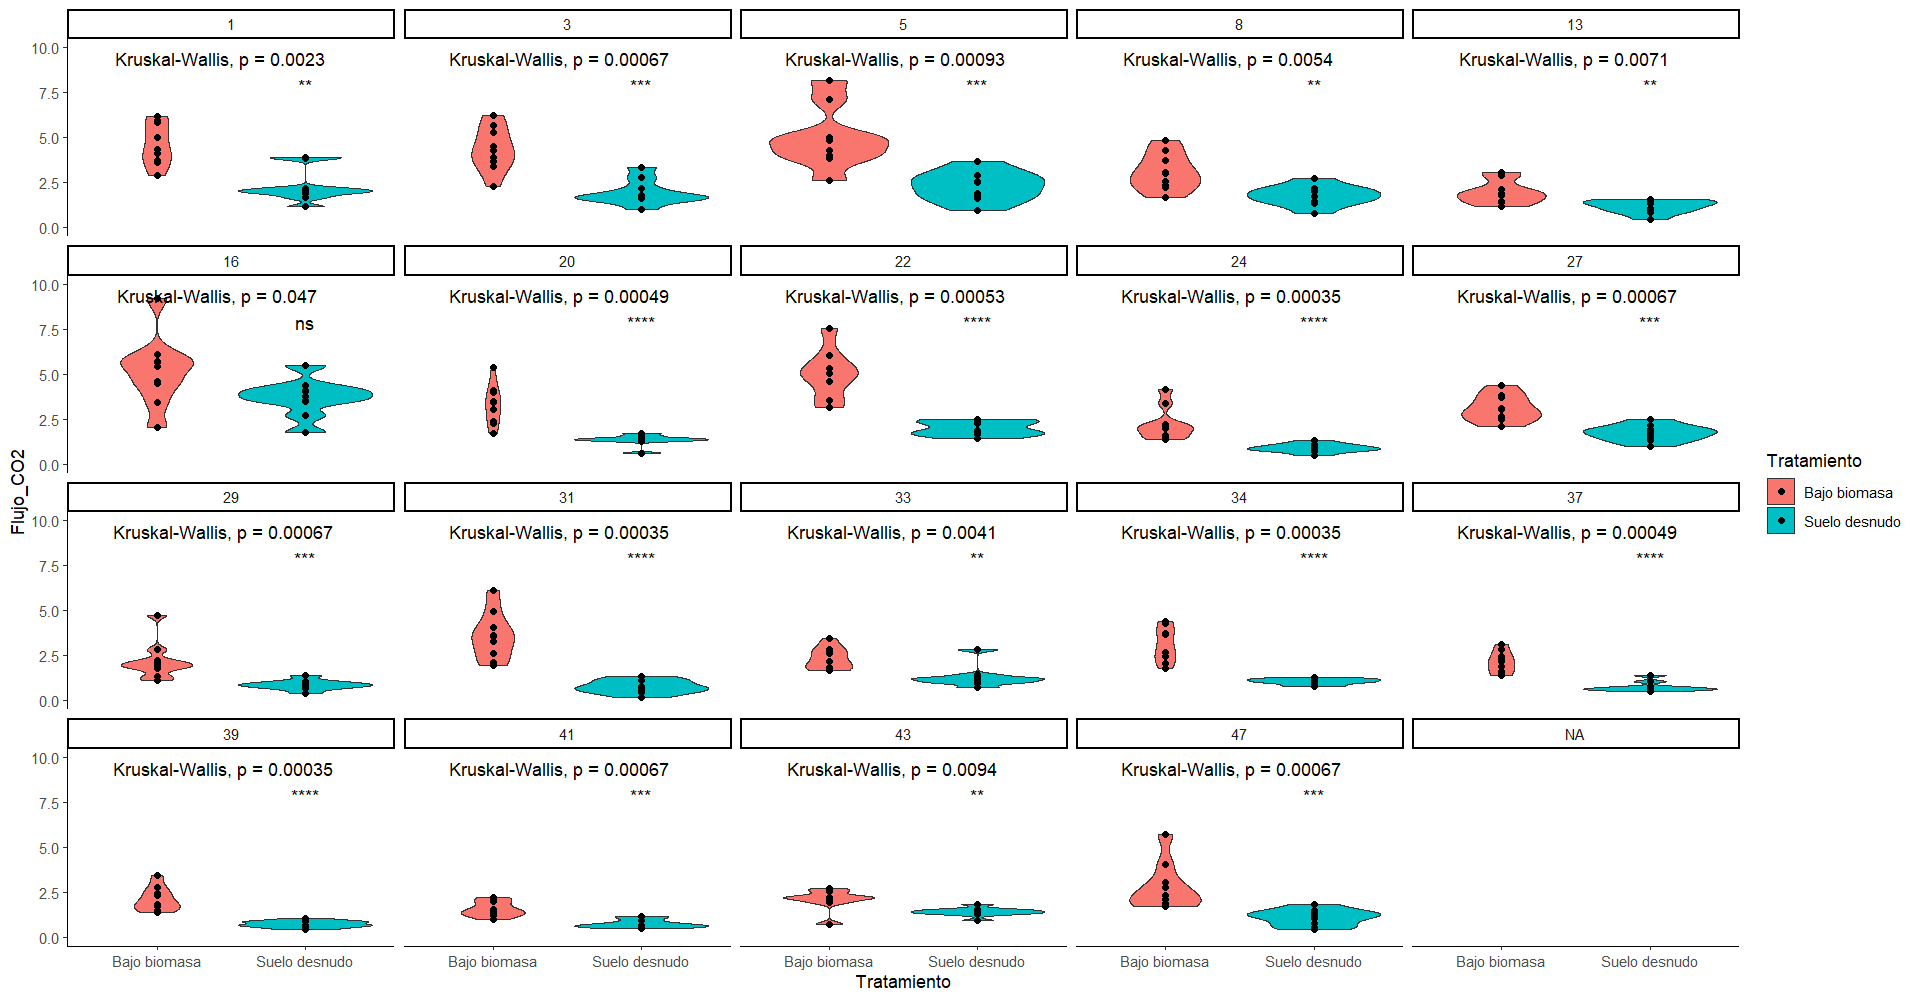 1
3
5
8
13
10.0
Kruskal-Wallis, p = 0.0023
Kruskal-Wallis, p = 0.00067
Kruskal-Wallis, p = 0.00093
Kruskal-Wallis, p = 0.0054
Kruskal-Wallis, p = 0.0071
**
***
***
**
**
7.5
5.0
2.5
0.0
16
20
22
24
27
10.0
Kruskal-Wallis, p = 0.047
Kruskal-Wallis, p = 0.00049
Kruskal-Wallis, p = 0.00053
Kruskal-Wallis, p = 0.00035
Kruskal-Wallis, p = 0.00067
ns
****
****
****
***
7.5
5.0
2.5
0.0
29
31
33
34
37
10.0
Kruskal-Wallis, p = 0.00067
Kruskal-Wallis, p = 0.00035
Kruskal-Wallis, p = 0.0041
Kruskal-Wallis, p = 0.00035
Kruskal-Wallis, p = 0.00049
***
****
**
****
****
7.5
5.0
2.5
0.0
39
41
43
47
NA
10.0
Kruskal-Wallis, p = 0.00035
Kruskal-Wallis, p = 0.00067
Kruskal-Wallis, p = 0.0094
Kruskal-Wallis, p = 0.00067
****
***
**
***
7.5
5.0
2.5
0.0
Bajo biomasa
Suelo desnudo
Bajo biomasa
Suelo desnudo
Bajo biomasa
Suelo desnudo
Bajo biomasa
Suelo desnudo
Bajo biomasa
Suelo desnudo
Tratamiento
Flujo_CO2
Tratamiento
Bajo biomasa
Suelo desnudo